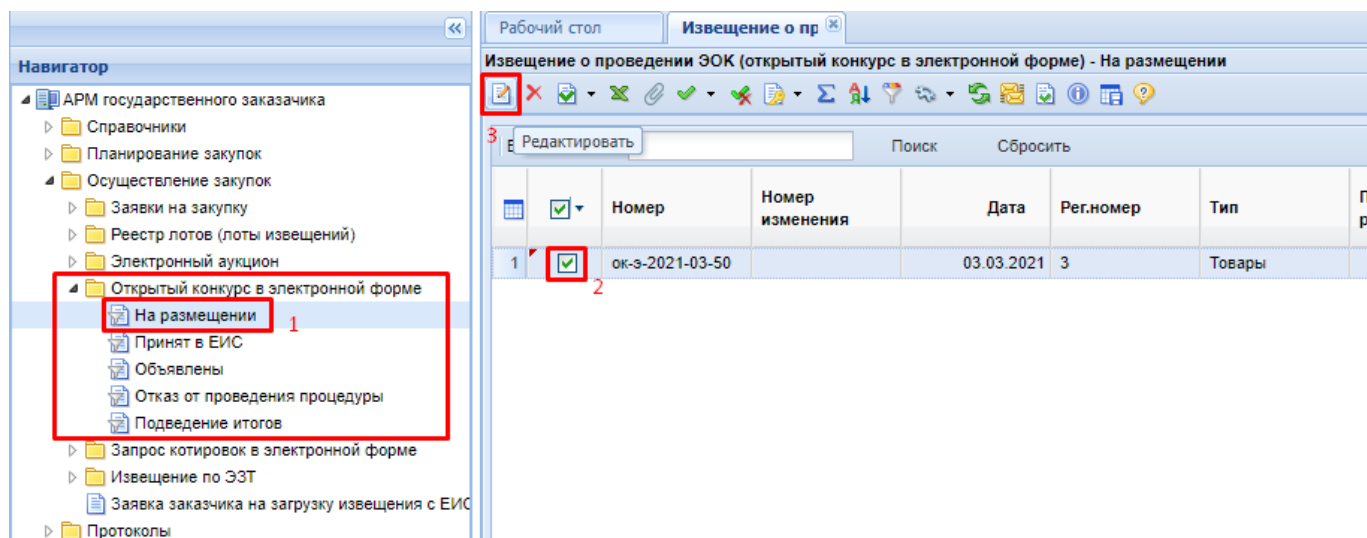 Рабочий стол
Извещение о пр
Навигатор
Извещение о проведении ЭОК (открытый конкурс в электронной форме) - На размещении
АРМ государственного заказачика
Справочники
Планирование закупок
Осуществление закупок
Заявки на закупку
Реестр лотов (лоты извещений)
Электронный аукцион
Открытый конкурс в электронной форме
На размещении
1
Принят в ЕИС
Объявлены
Отказ от проведения процедуры
Подведение итогов
Запрос котировок в электронной форме
Извещение по ЭЗТ
Заявка заказчика на загрузку извещения с ЕИС
Протоколы
3 Редактировать
Поиск Сбросить
Номер
Номер изменения
Дата
Рег.номер
Тип
1 ок-э-2021-03-50 03.03.2021 3 Товары
2